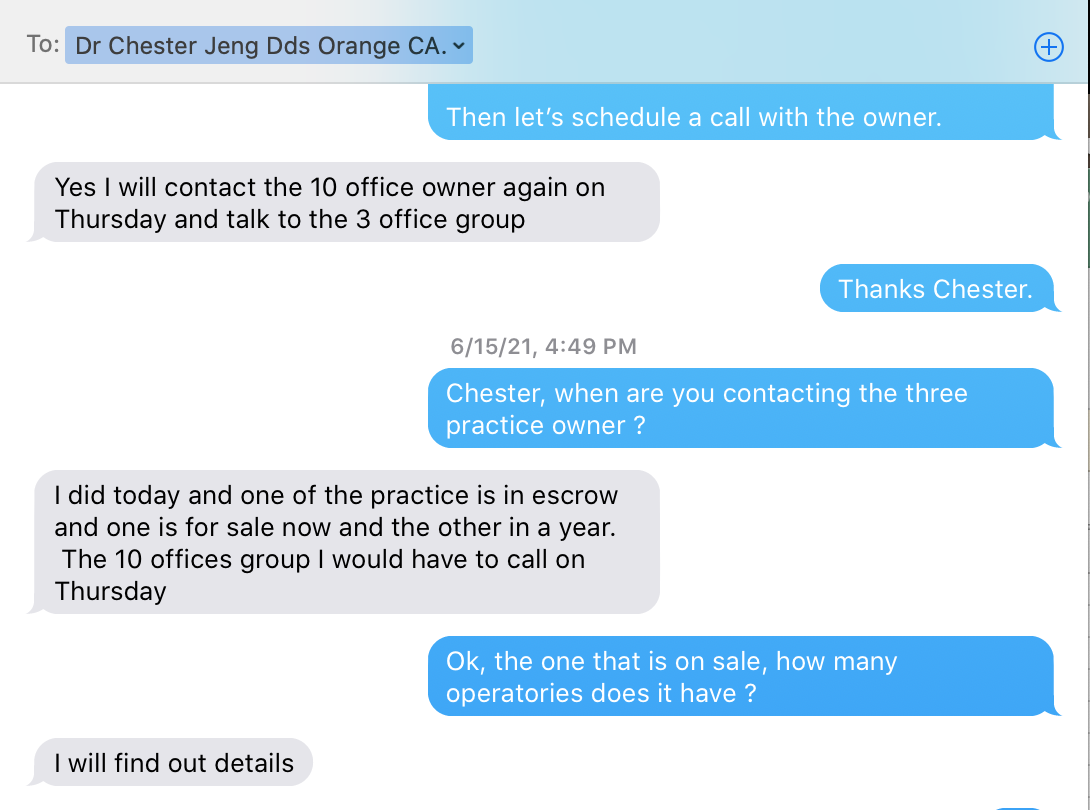 To: Dr Chester Jeng Dds Orange CA.
Then let’s schedule a call with the owner.
Yes I will contact the 10 office owner again on
Thursday and talk to the 3 office group
Thanks Chester.
6/15/21, 4:49 PM
Chester, when are you contacting the three
practice owner ?
I did today and one of the practice is in escrow
and one is for sale now and the other in a year.
The 10 offices group I would have to call on
Thursday
Ok, the one that is on sale, how many
operatories does it have ?
I will find out details